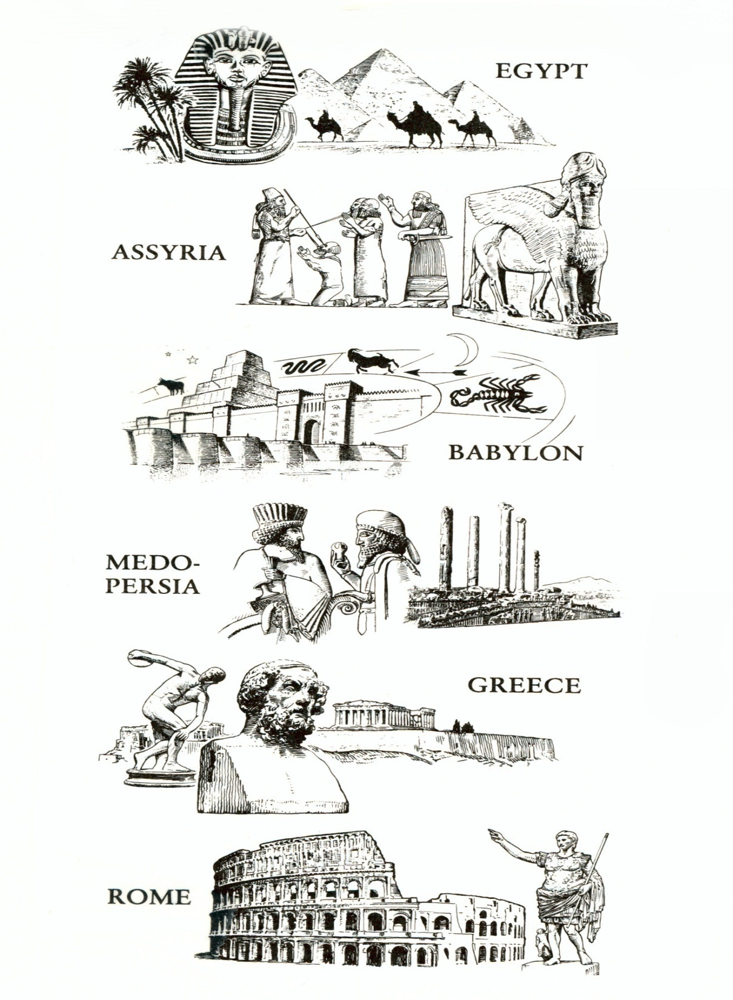 EGYPT
ASSYRIA
BABYLON
MEDO-
PERSIA
GREECE
ROME